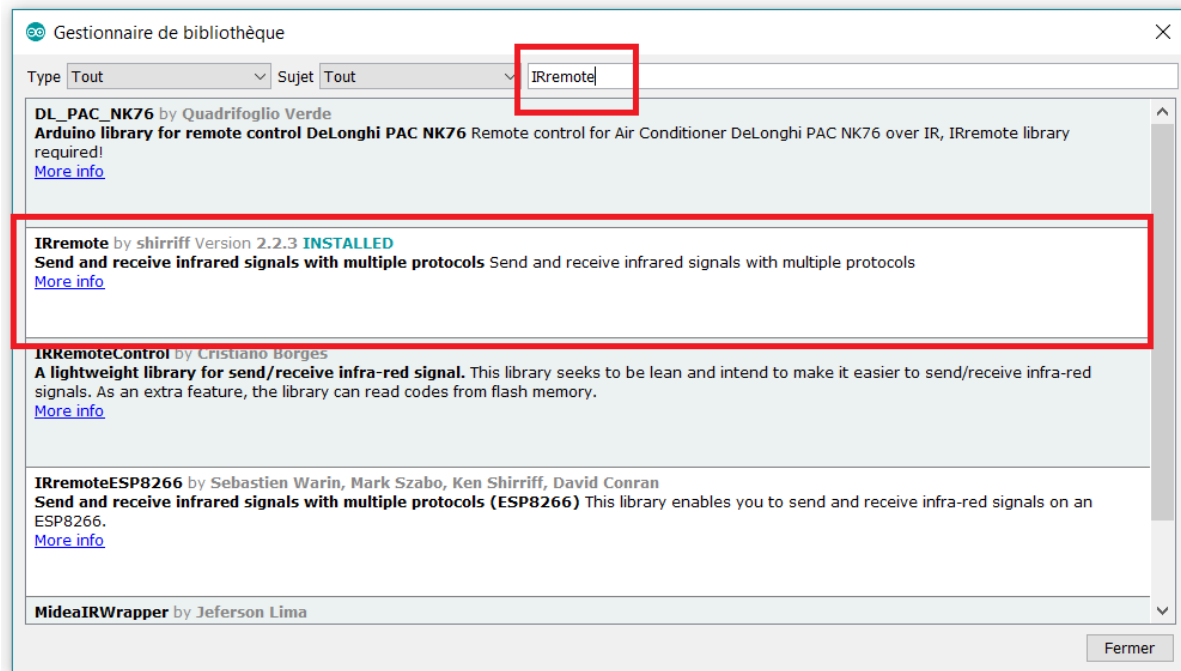 Gestionnaire de bibliothèque
Type Tout Sujet Tout IRremote
DL_PAC_NK76 by Quadrifoglio Verde
Arduino library for remote control DeLonghi PAC NK76 Remote control for Air Conditioner DeLonghi PAC NK76 over IR, IRremote library
required!
More info
IRremote by shirriff Version 2.2.3 INSTALLED
Send and receive infrared signals with multiple protocols Send and receive infrared signals with multiple protocols
More info
IRRemoteControl by Cristiano Borges
A lightweight library for send/receive infra-red signal. This library seeks to be lean and intend to make it easier to send/receive infra-red
signals. As an extra feature, the library can read codes from flash memory.
More info
IRremoteESP8266 by Sebastien Warin, Mark Szabo, Ken Shirriff, David Conran
Send and receive infrared signals with multiple protocols (ESP8266) This library enables you to send and receive infra-red signals on an
ESP8266.
More info
MideaIRWrapper by Jeferson Lima
Fermer